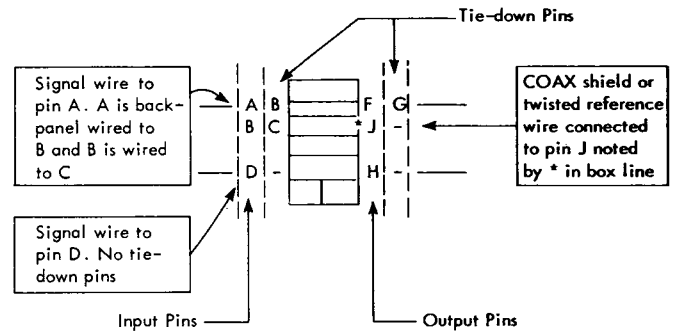 Tie-down Pins
Signal wire to
pin A. A is back-
panel wired to
B and B is wired
to C
A B F G
B C * J -
D - H -
COAX shield or
twisted reference
wire connected
to pin J noted
by * in box line
Signal wire to
pin D. No tie-
down pins
Input Pins
Output Pins